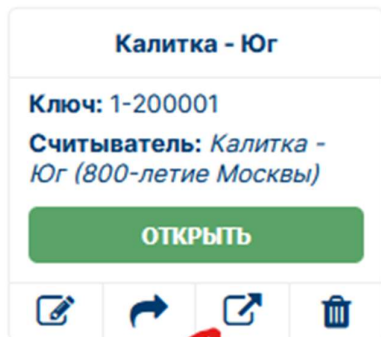 Калитка - Юг
Ключ: 1-200001
Считыватель: Калитка -
Юг (800-летие Москвы)
ОТКРЫТЬ